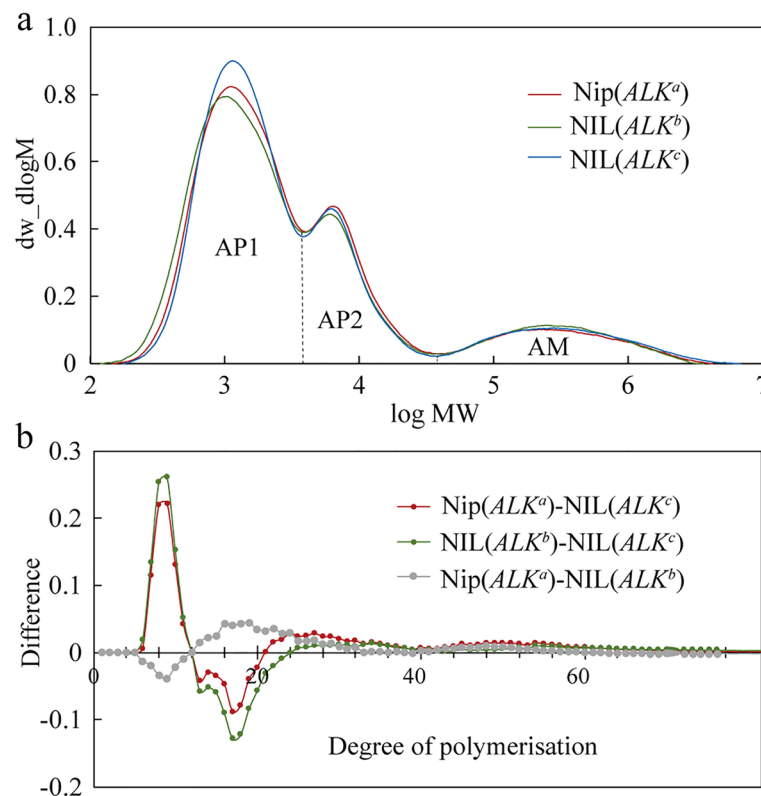 a
1.0
0.8
0.6
0.4
0.2
0
dw_dlogM
Nip(ALKᵃ)
NIL(ALKᵇ)
NIL(ALKᶜ)
AP1
AP2
AM
2 3 4 5 6 7
log MW
b
0.3
0.2
0.1
0
-0.1
-0.2
Difference
Nip(ALKᵃ)-NIL(ALKᶜ)
NIL(ALKᵇ)-NIL(ALKᶜ)
Nip(ALKᵃ)-NIL(ALKᵇ)
0 20 40 60
Degree of polymerisation